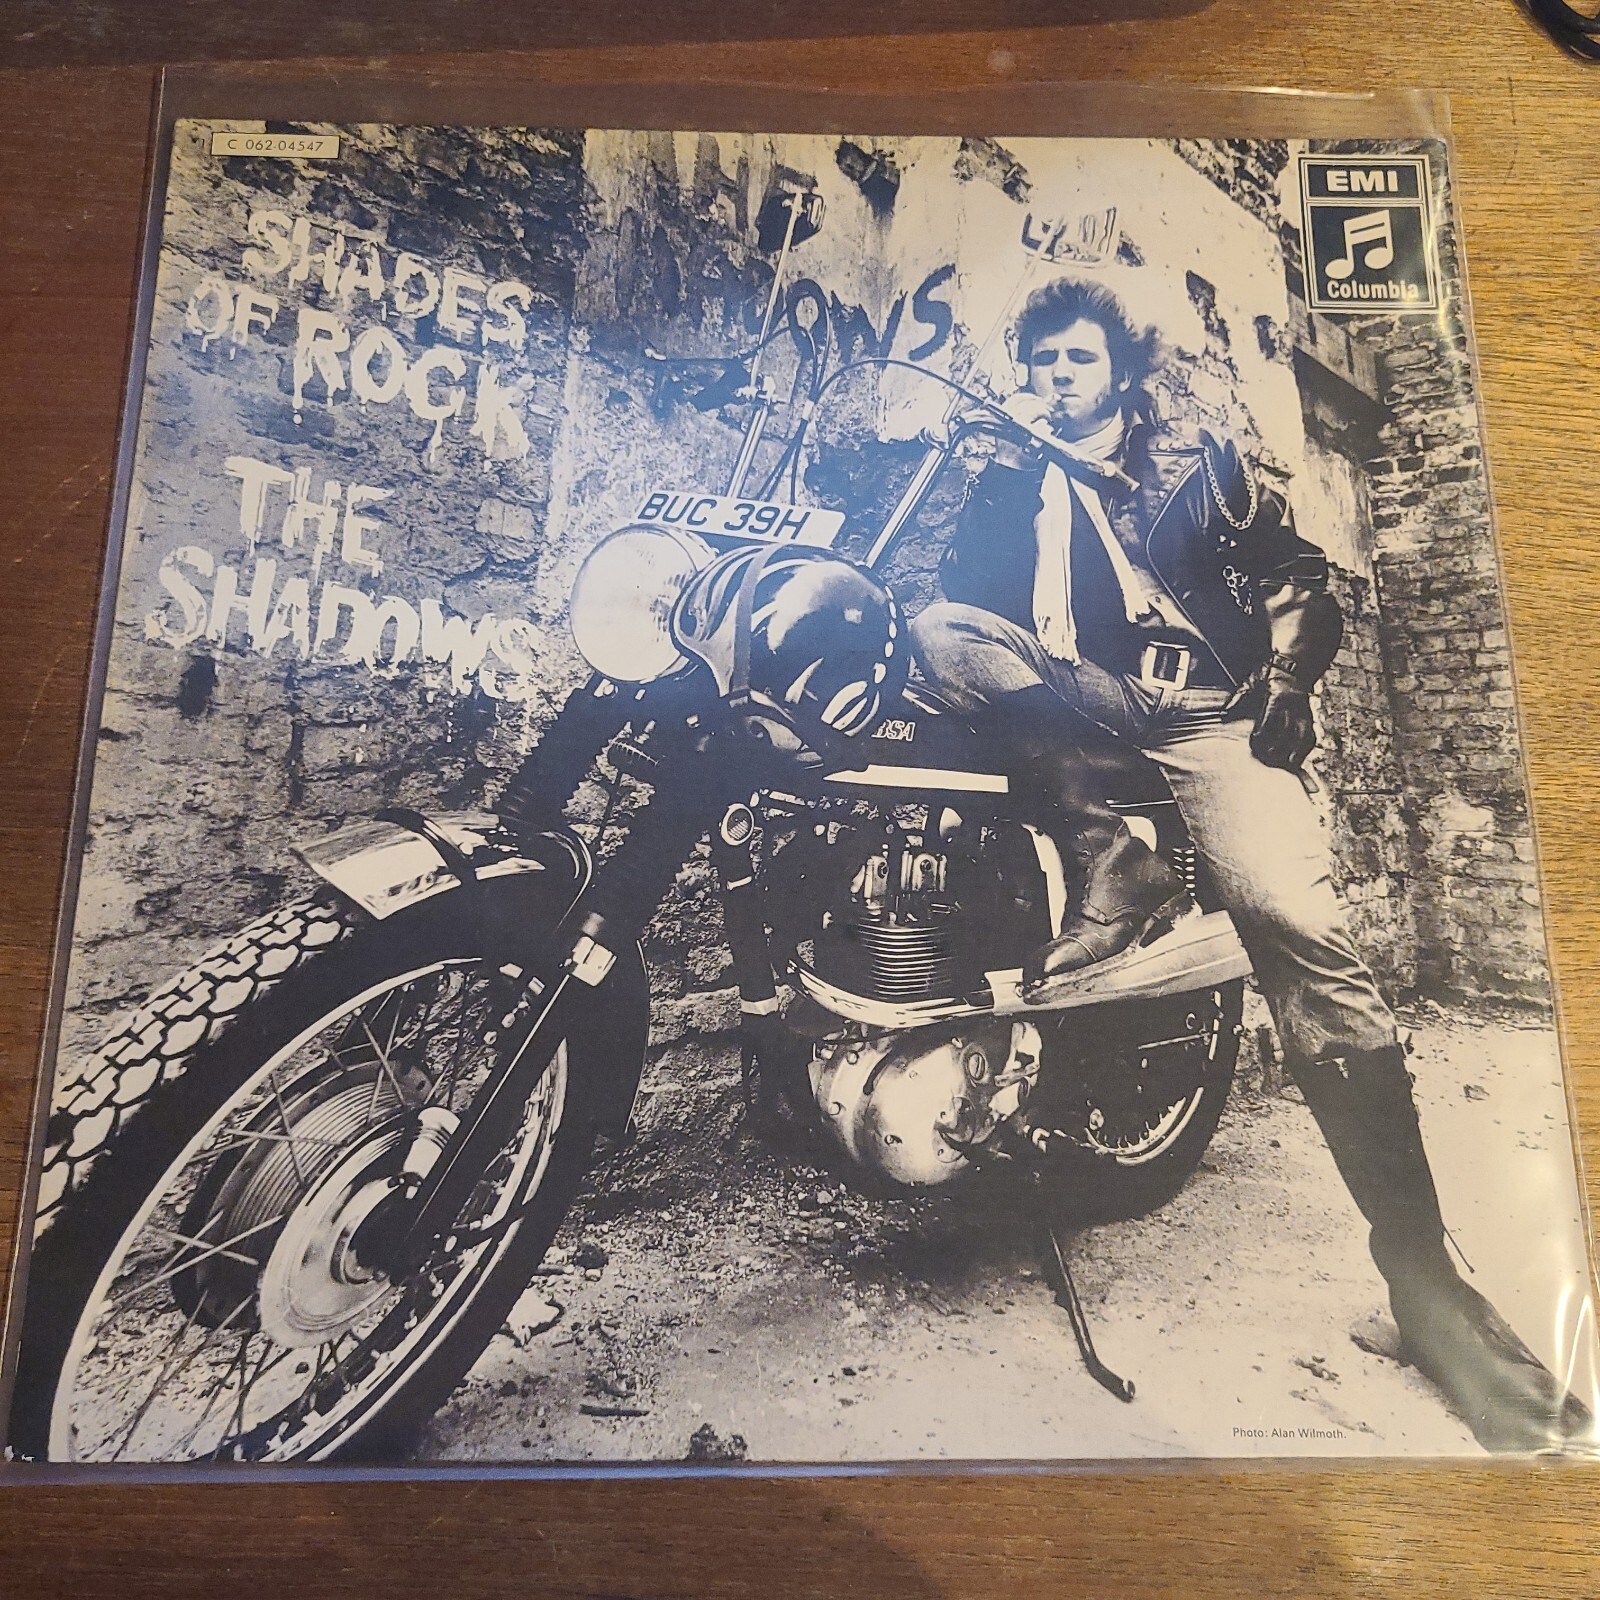 C 062-04547
EMI
Columbia
SHADES
OF ROCK
THE
SHADOWS
BUC 39H
BSA
Photo: Alan Wilmoth.